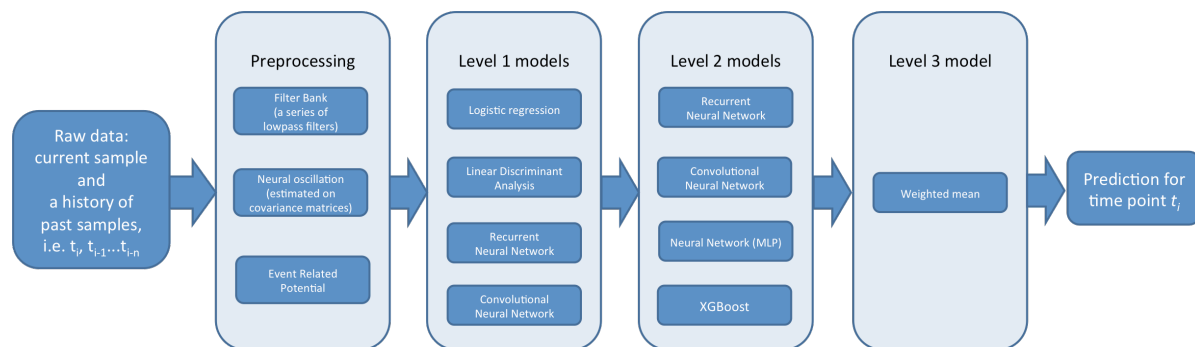 Raw data:
current sample
and
a history of
past samples,
i.e. tᵢ, tᵢ₋₁...tᵢ₋ₙ
Preprocessing
Filter Bank
(a series of
lowpass filters)
Neural oscillation
(estimated on
covariance matrices)
Event Related
Potential
Level 1 models
Logistic regression
Linear Discriminant
Analysis
Recurrent
Neural Network
Convolutional
Neural Network
Level 2 models
Recurrent
Neural Network
Convolutional
Neural Network
Neural Network (MLP)
XGBoost
Level 3 model
Weighted mean
Prediction for
time point tᵢ